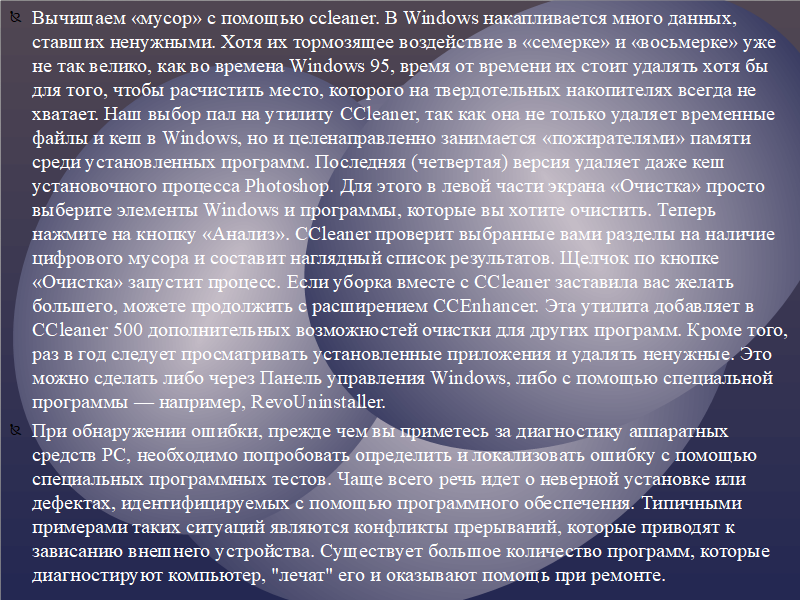 Вычищаем «мусор» с помощью ccleaner. В Windows накапливается много данных,
ставших ненужными. Хотя их тормозящее воздействие в «семерке» и «восьмерке» уже
не так велико, как во времена Windows 95, время от времени их стоит удалять хотя бы
для того, чтобы расчистить место, которого на твердотельных накопителях всегда не
хватает. Наш выбор пал на утилиту CCleaner, так как она не только удаляет временные
файлы и кеш в Windows, но и целенаправленно занимается «пожирателями» памяти
среди установленных программ. Последняя (четвертая) версия удаляет даже кеш
установочного процесса Photoshop. Для этого в левой части экрана «Очистка» просто
выберите элементы Windows и программы, которые вы хотите очистить. Теперь
нажмите на кнопку «Анализ». CCleaner проверит выбранные вами разделы на наличие
цифрового мусора и составит наглядный список результатов. Щелчок по кнопке
«Очистка» запустит процесс. Если уборка вместе с CCleaner заставила вас желать
большего, можете продолжить с расширением CCEnhancer. Эта утилита добавляет в
CCleaner 500 дополнительных возможностей очистки для других программ. Кроме того,
раз в год следует просматривать установленные приложения и удалять ненужные. Это
можно сделать либо через Панель управления Windows, либо с помощью специальной
программы — например, RevoUninstaller.
При обнаружении ошибки, прежде чем вы приметесь за диагностику аппаратных
средств PC, необходимо попробовать определить и локализовать ошибку с помощью
специальных программных тестов. Чаще всего речь идет о неверной установке или
дефектах, идентифицируемых с помощью программного обеспечения. Типичными
примерами таких ситуаций являются конфликты прерываний, которые приводят к
зависанию внешнего устройства. Существует большое количество программ, которые
диагностируют компьютер, "лечат" его и оказывают помощь при ремонте.